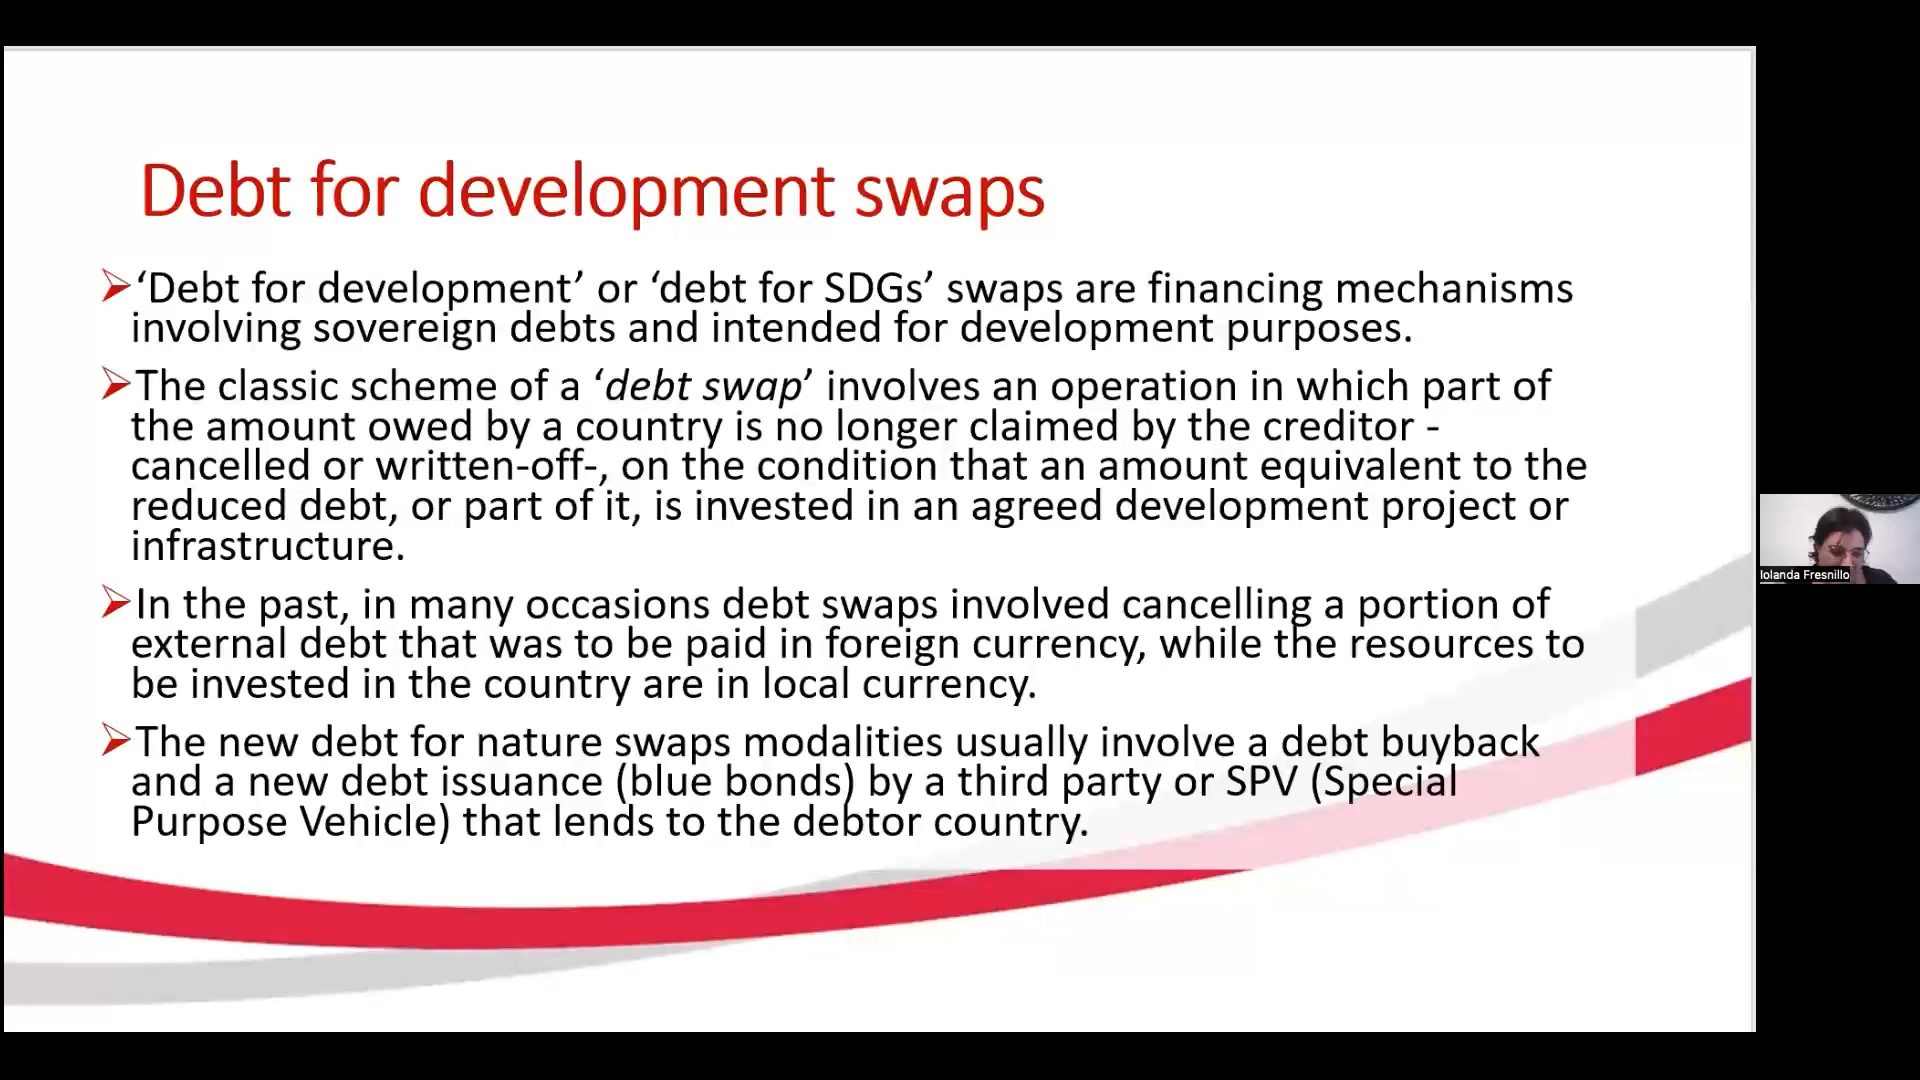 Debt for development swaps
‘Debt for development’ or ‘debt for SDGs’ swaps are financing mechanisms
involving sovereign debts and intended for development purposes.
The classic scheme of a ‘debt swap’ involves an operation in which part of
the amount owed by a country is no longer claimed by the creditor -
cancelled or written-off-, on the condition that an amount equivalent to the
reduced debt, or part of it, is invested in an agreed development project or
infrastructure.
In the past, in many occasions debt swaps involved cancelling a portion of
external debt that was to be paid in foreign currency, while the resources to
be invested in the country are in local currency.
The new debt for nature swaps modalities usually involve a debt buyback
and a new debt issuance (blue bonds) by a third party or SPV (Special
Purpose Vehicle) that lends to the debtor country.
Iolanda Fresnillo